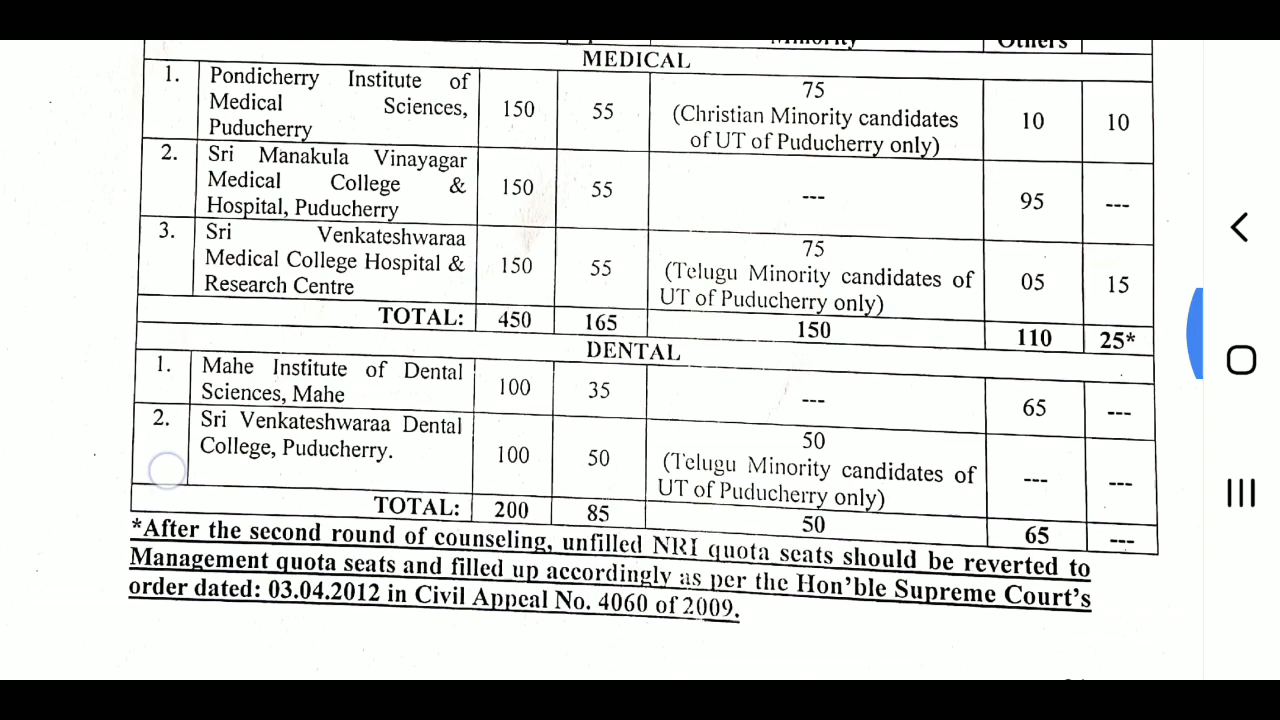 Minority Others
MEDICAL
1. Pondicherry Institute of Medical Sciences, Puducherry 150 55 75 (Christian Minority candidates of UT of Puducherry only) 10 10
2. Sri Manakula Vinayagar Medical College & Hospital, Puducherry 150 55 --- 95 ---
3. Sri Venkateshwaraa Medical College Hospital & Research Centre 150 55 75 (Telugu Minority candidates of UT of Puducherry only) 05 15
TOTAL: 450 165 150 110 25*
DENTAL
1. Mahe Institute of Dental Sciences, Mahe 100 35 --- 65 ---
2. Sri Venkateshwaraa Dental College, Puducherry. 100 50 50 (Telugu Minority candidates of UT of Puducherry only) --- ---
TOTAL: 200 85 50 65 ---
*After the second round of counseling, unfilled NRI quota seats should be reverted to
Management quota seats and filled up accordingly as per the Hon'ble Supreme Court's
order dated: 03.04.2012 in Civil Appeal No. 4060 of 2009.